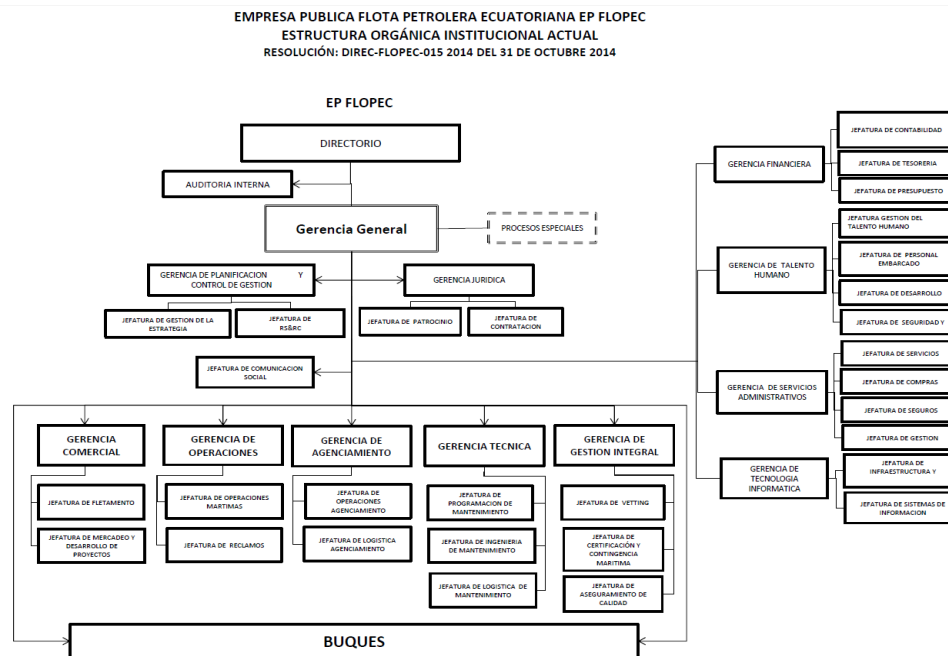 EMPRESA PUBLICA FLOTA PETROLERA ECUATORIANA EP FLOPEC
ESTRUCTURA ORGÁNICA INSTITUCIONAL ACTUAL
RESOLUCIÓN: DIREC-FLOPEC-015 2014 DEL 31 DE OCTUBRE 2014
EP FLOPEC
DIRECTORIO
AUDITORIA INTERNA
Gerencia General
PROCESOS ESPECIALES
GERENCIA DE PLANIFICACION Y
CONTROL DE GESTION
GERENCIA JURIDICA
JEFATURA DE GESTION DE LA
ESTRATEGIA
JEFATURA DE
RS&RC
JEFATURA DE PATROCINIO
JEFATURA DE
CONTRATACION
JEFATURA DE COMUNICACION
SOCIAL
GERENCIA FINANCIERA
JEFATURA DE CONTABILIDAD
JEFATURA DE TESORERIA
JEFATURA DE PRESUPUESTO
GERENCIA DE TALENTO
HUMANO
JEFATURA GESTION DEL
TALENTO HUMANO
JEFATURA DE PERSONAL
EMBARCADO
JEFATURA DE DESARROLLO
JEFATURA DE SEGURIDAD Y
GERENCIA DE SERVICIOS
ADMINISTRATIVOS
JEFATURA DE SERVICIOS
JEFATURA DE COMPRAS
JEFATURA DE SEGUROS
JEFATURA DE GESTION
GERENCIA DE
TECNOLOGIA
INFORMATICA
JEFATURA DE
INFRAESTRUCTURA Y
JEFATURA DE SISTEMAS DE
INFORMACION
GERENCIA
COMERCIAL
JEFATURA DE FLETAMENTO
JEFATURA DE MERCADEO Y
DESARROLLO DE
PROYECTOS
GERENCIA DE
OPERACIONES
JEFATURA DE OPERACIONES
MARTIMAS
JEFATURA DE RECLAMOS
GERENCIA DE
AGENCIAMIENTO
JEFATURA DE
OPERACIONES
AGENCIAMIENTO
JEFATURA DE LOGISTICA
AGENCIAMIENTO
GERENCIA TECNICA
JEFATURA DE
PROGRAMACION DE
MANTENIMIENTO
JEFATURA DE INGENIERIA
DE MANTENIMIENTO
JEFATURA DE LOGISTICA DE
MANTENIMIENTO
GERENCIA DE
GESTION INTEGRAL
JEFATURA DE VETTING
JEFATURA DE
CERTIFICACIÓN Y
CONTINGENCIA
MARITIMA
JEFATURA DE
ASEGURAMIENTO DE
CALIDAD
BUQUES